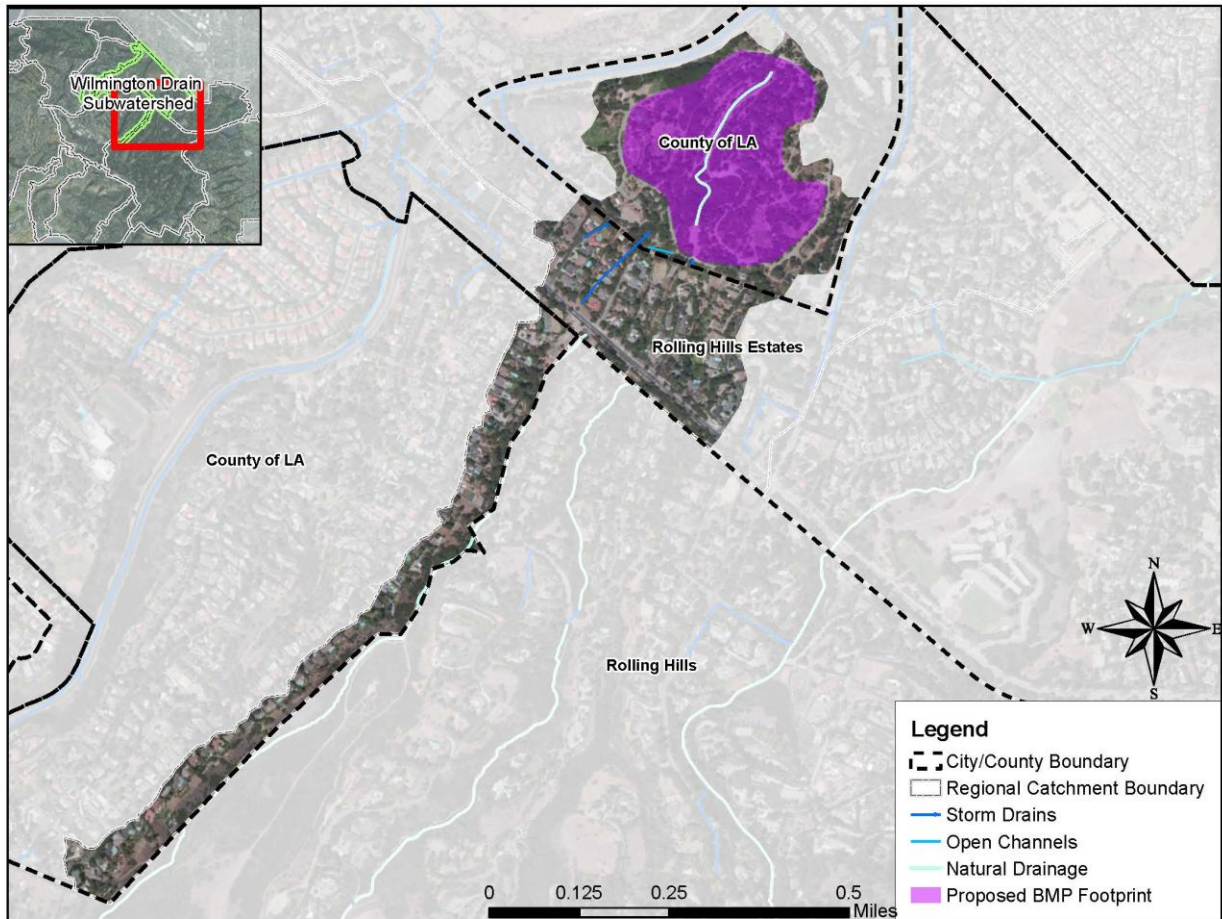 Wilmington Drain
Subwatershed
County of LA
Rolling Hills Estates
County of LA
Rolling Hills
N
W
E
S
Legend
City/County Boundary
Regional Catchment Boundary
Storm Drains
Open Channels
Natural Drainage
Proposed BMP Footprint
0 0.125 0.25 0.5
Miles